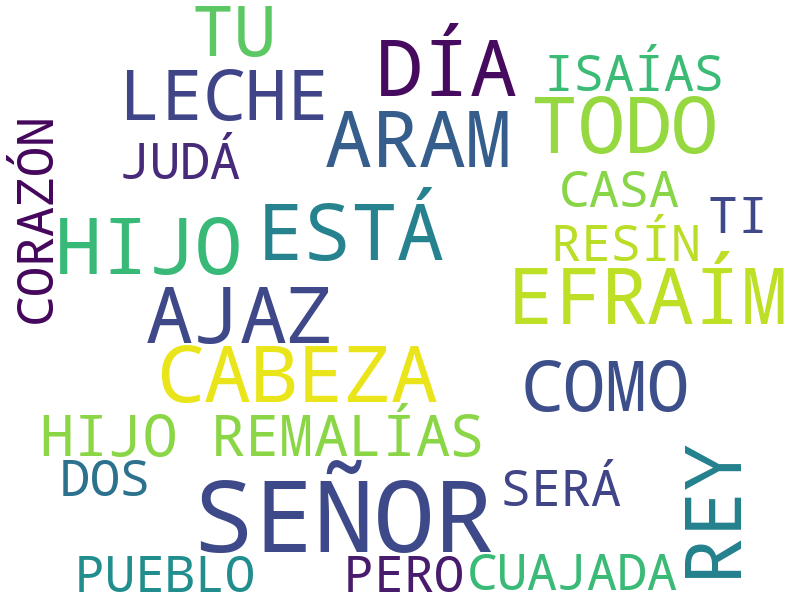 TU
DÍA
ISAÍAS
LECHE
ARAM
TODO
JUDÁ
CORAZÓN
CASA
TI
HIJO
ESTÁ
RESÍN
EFRAÍM
AJAZ
CABEZA
COMO
HIJO REMALÍAS
DOS
SEÑOR
SERÁ
REY
PUEBLO
PERO
CUAJADA